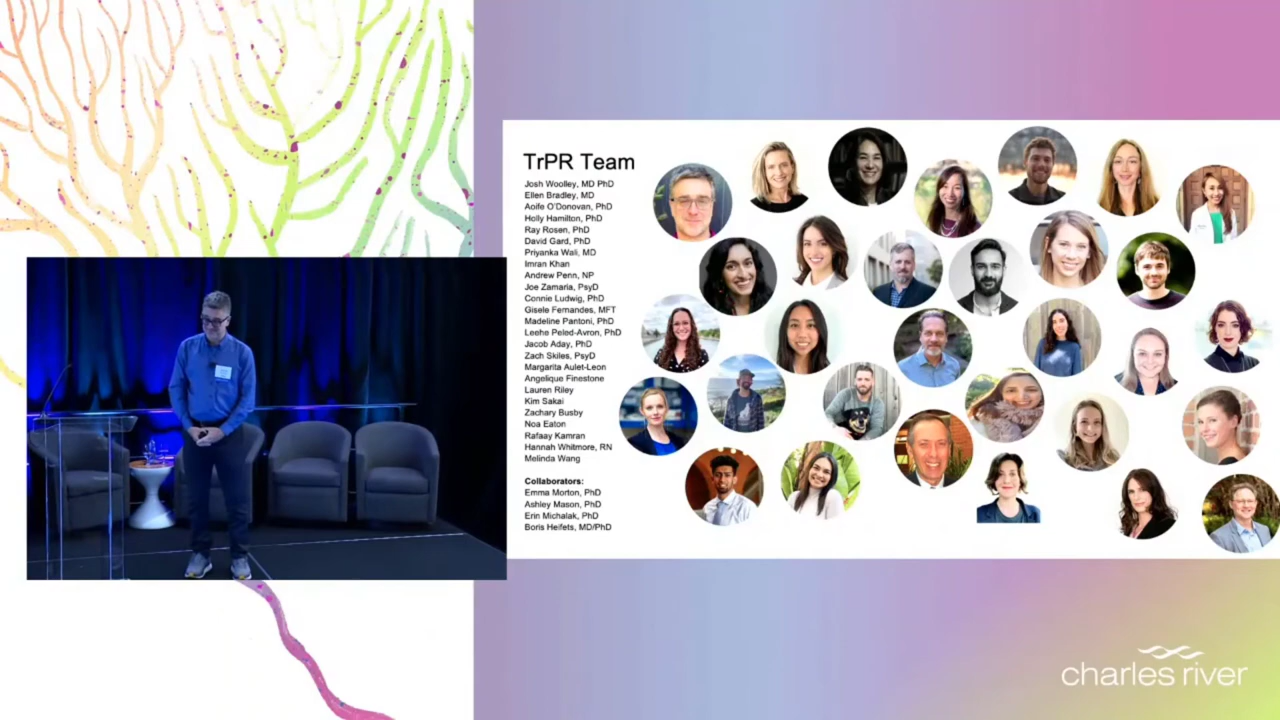 TrPR Team
Josh Woolley, MD PhD
Ellen Bradley, MD
Aoife O'Donovan, PhD
Holly Hamilton, PhD
Ray Rosen, PhD
David Gard, PhD
Priyanka Wali, MD
Imran Khan
Andrew Penn, NP
Joe Zamaria, PsyD
Connie Ludwig, PhD
Gisele Fernandes, MFT
Madeline Pantoni, PhD
Leehe Peled-Avron, PhD
Jacob Aday, PhD
Zach Skiles, PsyD
Margarita Aulet-Leon
Angelique Finestone
Lauren Riley
Kim Sakai
Zachary Busby
Noa Eaton
Rafaay Kamran
Hannah Whitmore, RN
Melinda Wang
Collaborators:
Emma Morton, PhD
Ashley Mason, PhD
Erin Michalak, PhD
Boris Heifets, MD/PhD
charles river